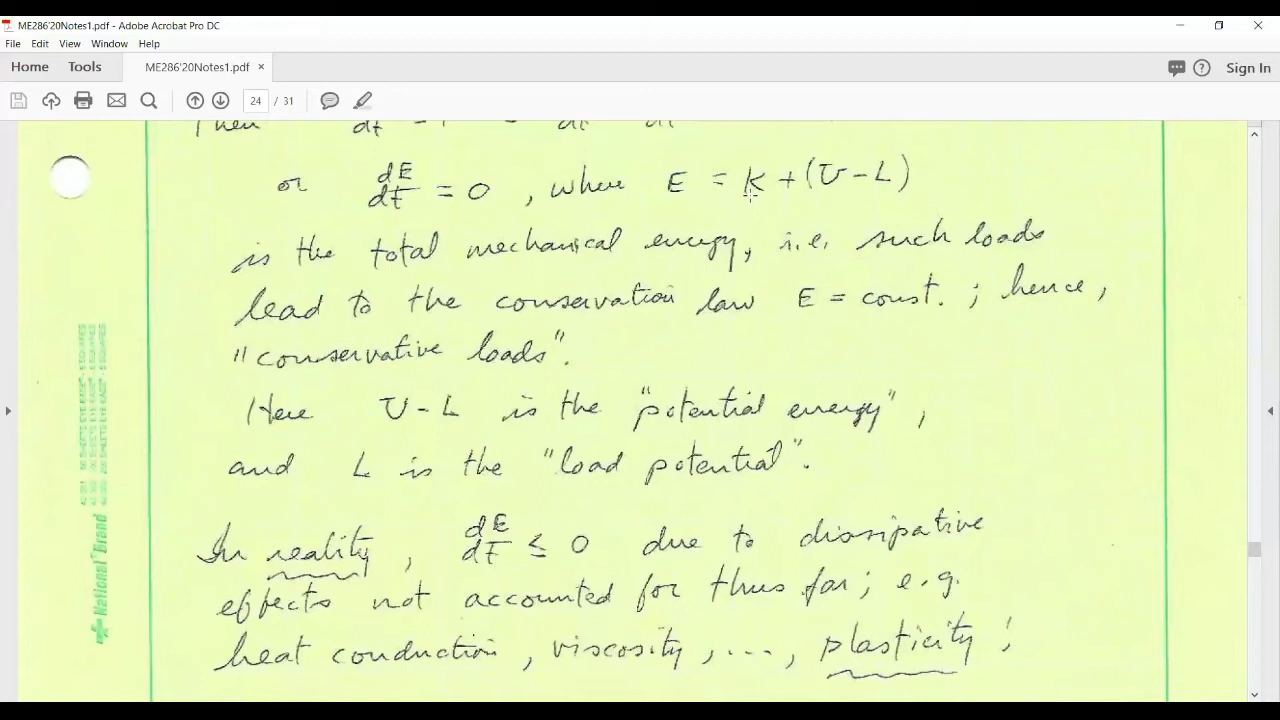 ME286'20Notes1.pdf - Adobe Acrobat Pro DC
File Edit View Window Help
Home Tools ME286'20Notes1.pdf × Sign In
24 / 31
Then
or dE/dt = 0 , where E = K + (U - L)
is the total mechanical energy, i.e. such loads
lead to the conservation law E = const. ; hence,
"conservative loads".
Here U - L is the "potential energy",
and L is the "load potential".
In reality, dE/dt ≤ 0 due to dissipative
effects not accounted for thus far; e.g.
heat conduction, viscosity, ..., plasticity;
National Brand